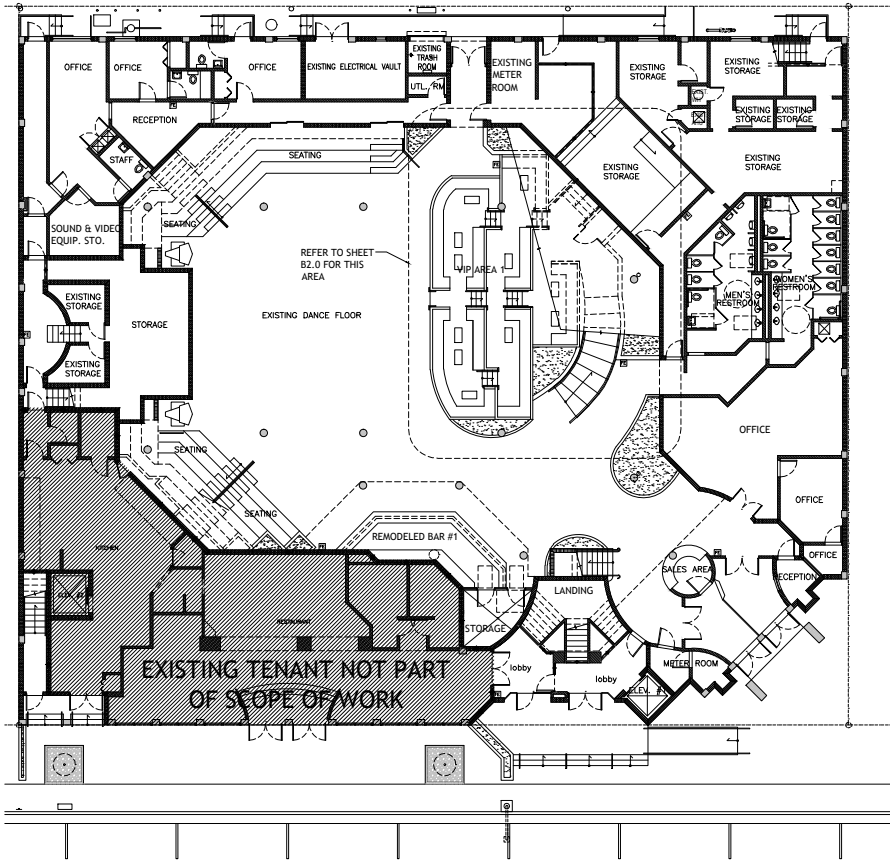 OFFICE
OFFICE
OFFICE
EXISTING ELECTRICAL VAULT
EXISTING
TRASH
ROOM
UTL. RM
EXISTING
METER
ROOM
EXISTING
STORAGE
EXISTING
STORAGE
EXISTING
STORAGE
EXISTING
STORAGE
RECEPTION
STAFF
SEATING
EXISTING
STORAGE
EXISTING
STORAGE
SEATING
SOUND & VIDEO
EQUIP. STO.
REFER TO SHEET
B2.0 FOR THIS
AREA
VIP AREA 1
WOMEN'S
RESTROOM
MEN'S
RESTROOM
EXISTING
STORAGE
STORAGE
EXISTING DANCE FLOOR
EXISTING
STORAGE
OFFICE
SEATING
OFFICE
SEATING
REMODELED BAR #1
KITCHEN
OFFICE
SALES AREA
RECEPTION
LANDING
RESTAURANT
STORAGE
EXISTING TENANT NOT PART
OF SCOPE OF WORK
lobby
lobby
METER ROOM
ELEV. #1